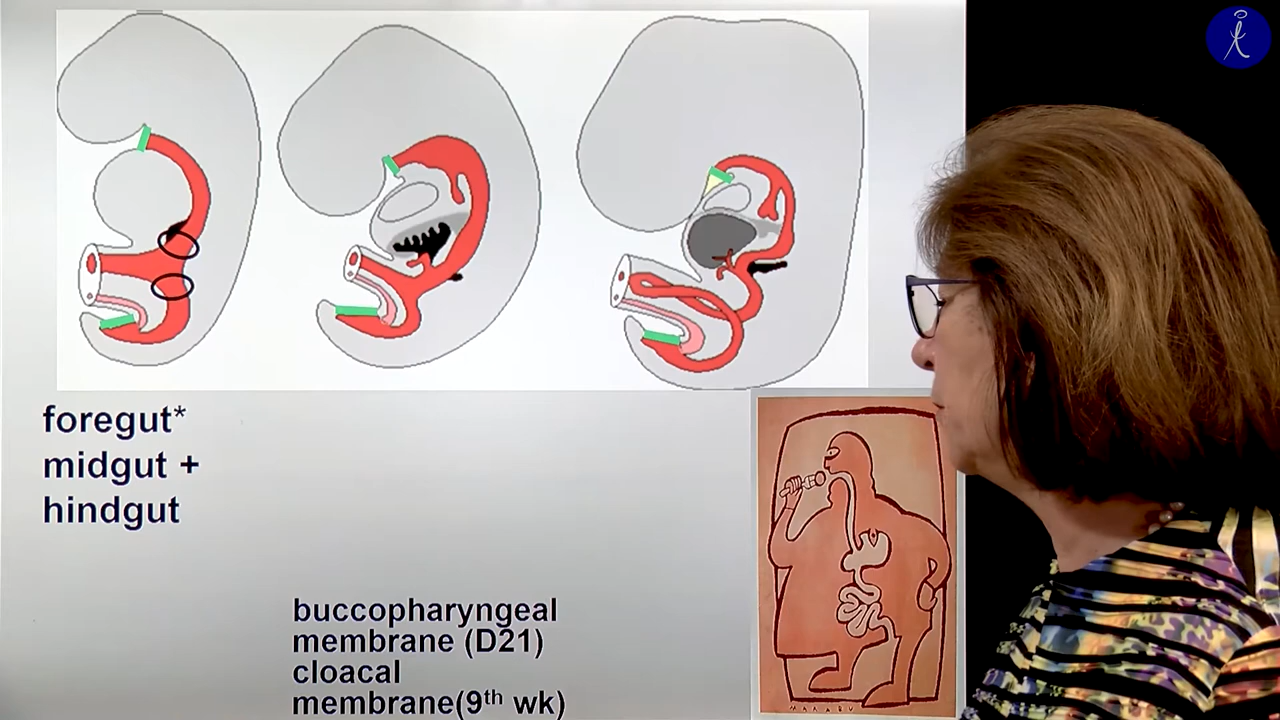 foregut*
midgut +
hindgut
buccopharyngeal
membrane (D21)
cloacal
membrane(9th wk)